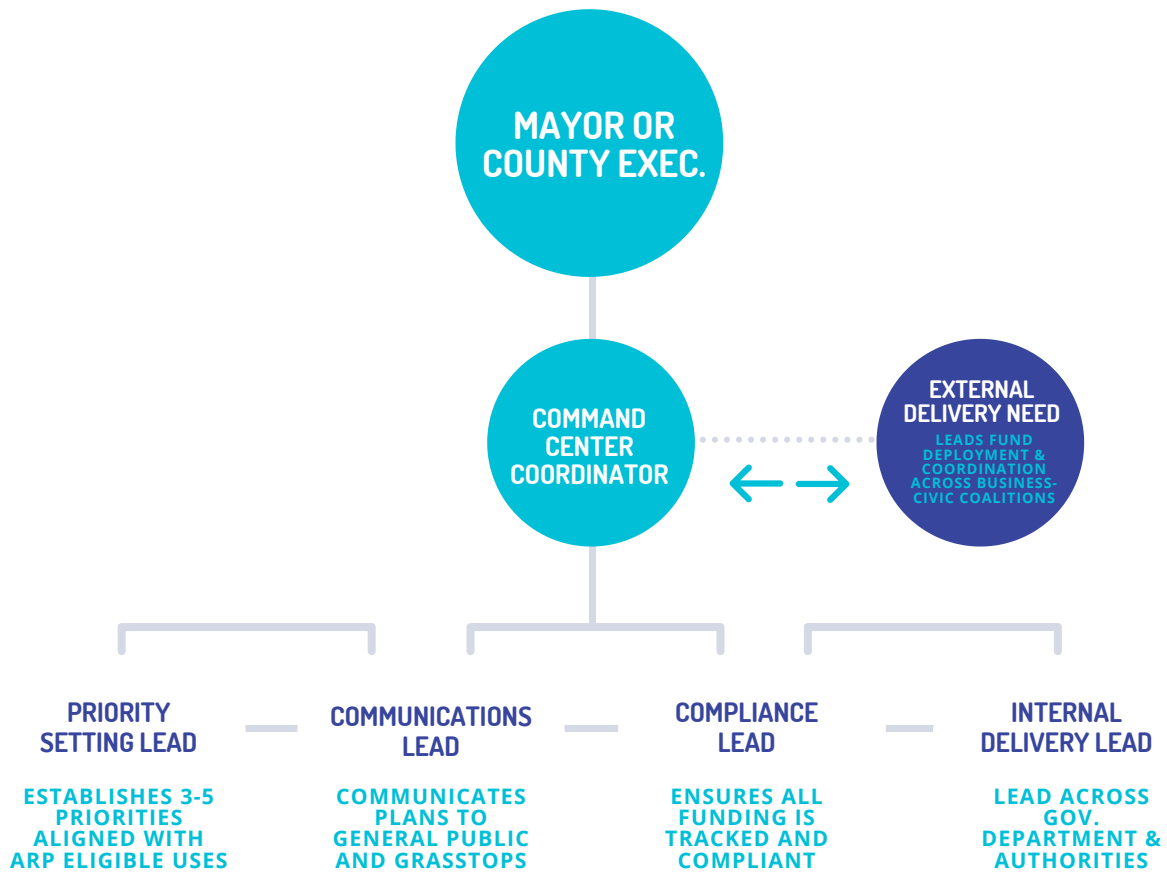 MAYOR OR
COUNTY EXEC.
COMMAND
CENTER
COORDINATOR
EXTERNAL
DELIVERY NEED
LEADS FUND
DEPLOYMENT &
COORDINATION
ACROSS BUSINESS-
CIVIC COALITIONS
PRIORITY
SETTING LEAD
ESTABLISHES 3-5
PRIORITIES
ALIGNED WITH
ARP ELIGIBLE USES
COMMUNICATIONS
LEAD
COMMUNICATES
PLANS TO
GENERAL PUBLIC
AND GRASSTOPS
COMPLIANCE
LEAD
ENSURES ALL
FUNDING IS
TRACKED AND
COMPLIANT
INTERNAL
DELIVERY LEAD
LEAD ACROSS
GOV.
DEPARTMENT &
AUTHORITIES